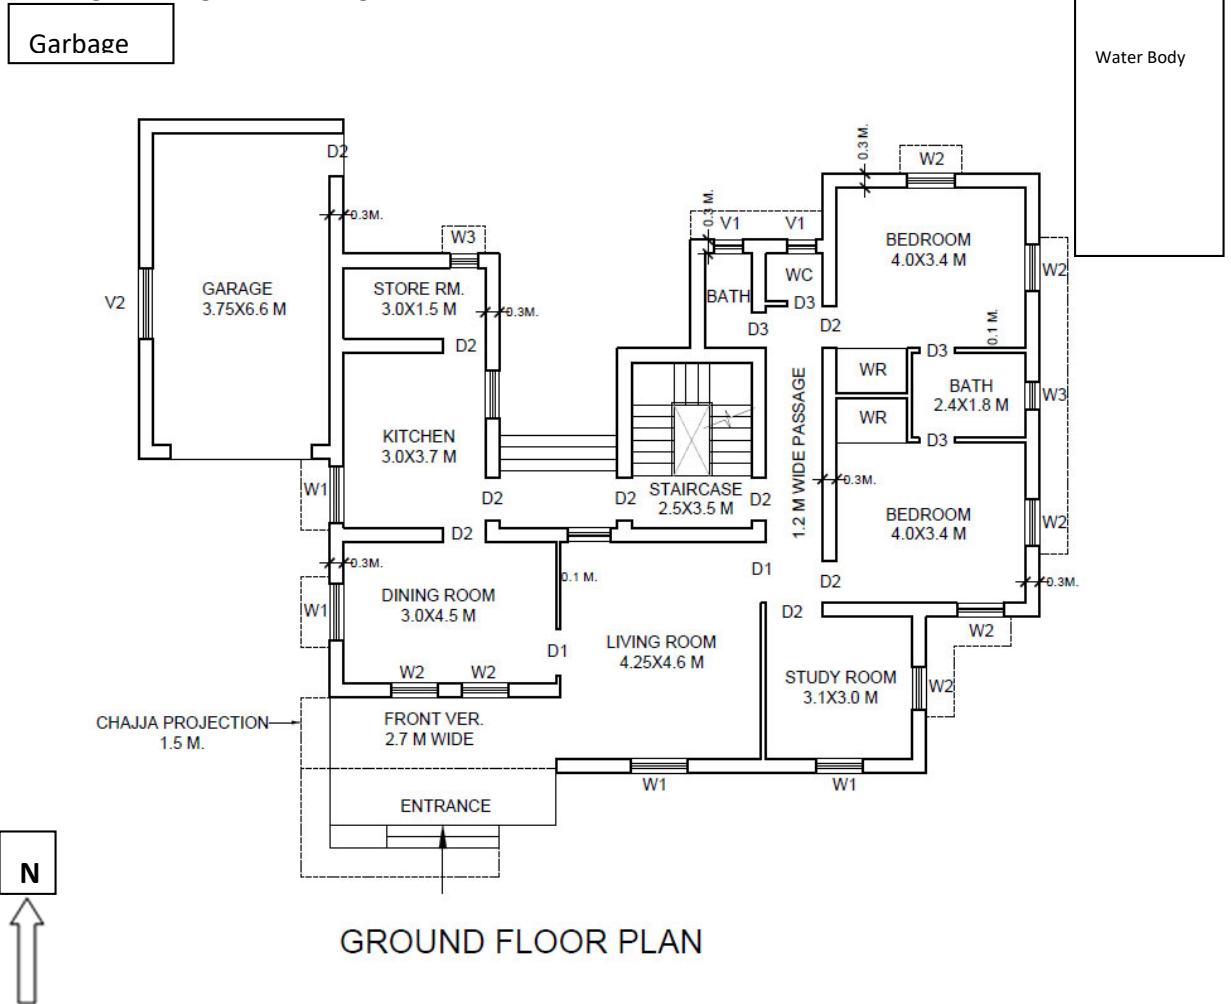 Garbage
Water Body
D2
0.3M.
GARAGE
3.75X6.6 M
V2
W3
STORE RM.
3.0X1.5 M
0.3M.
D2
0.3 M.
V1
V1
BATH
WC
D3
D3
0.3 M.
W2
BEDROOM
4.0X3.4 M
W2
D2
0.1 M.
D3
WR
BATH
2.4X1.8 M
W3
WR
D3
1.2 M WIDE PASSAGE
KITCHEN
3.0X3.7 M
W1
D2
D2
STAIRCASE
2.5X3.5 M
D2
0.3M.
BEDROOM
4.0X3.4 M
W2
D2
0.3M.
0.1 M.
D1
D2
0.3M.
W1
DINING ROOM
3.0X4.5 M
D2
W2
W2
W2
D1
LIVING ROOM
4.25X4.6 M
STUDY ROOM
3.1X3.0 M
W2
CHAJJA PROJECTION
1.5 M.
FRONT VER.
2.7 M WIDE
W1
W1
ENTRANCE
N
GROUND FLOOR PLAN